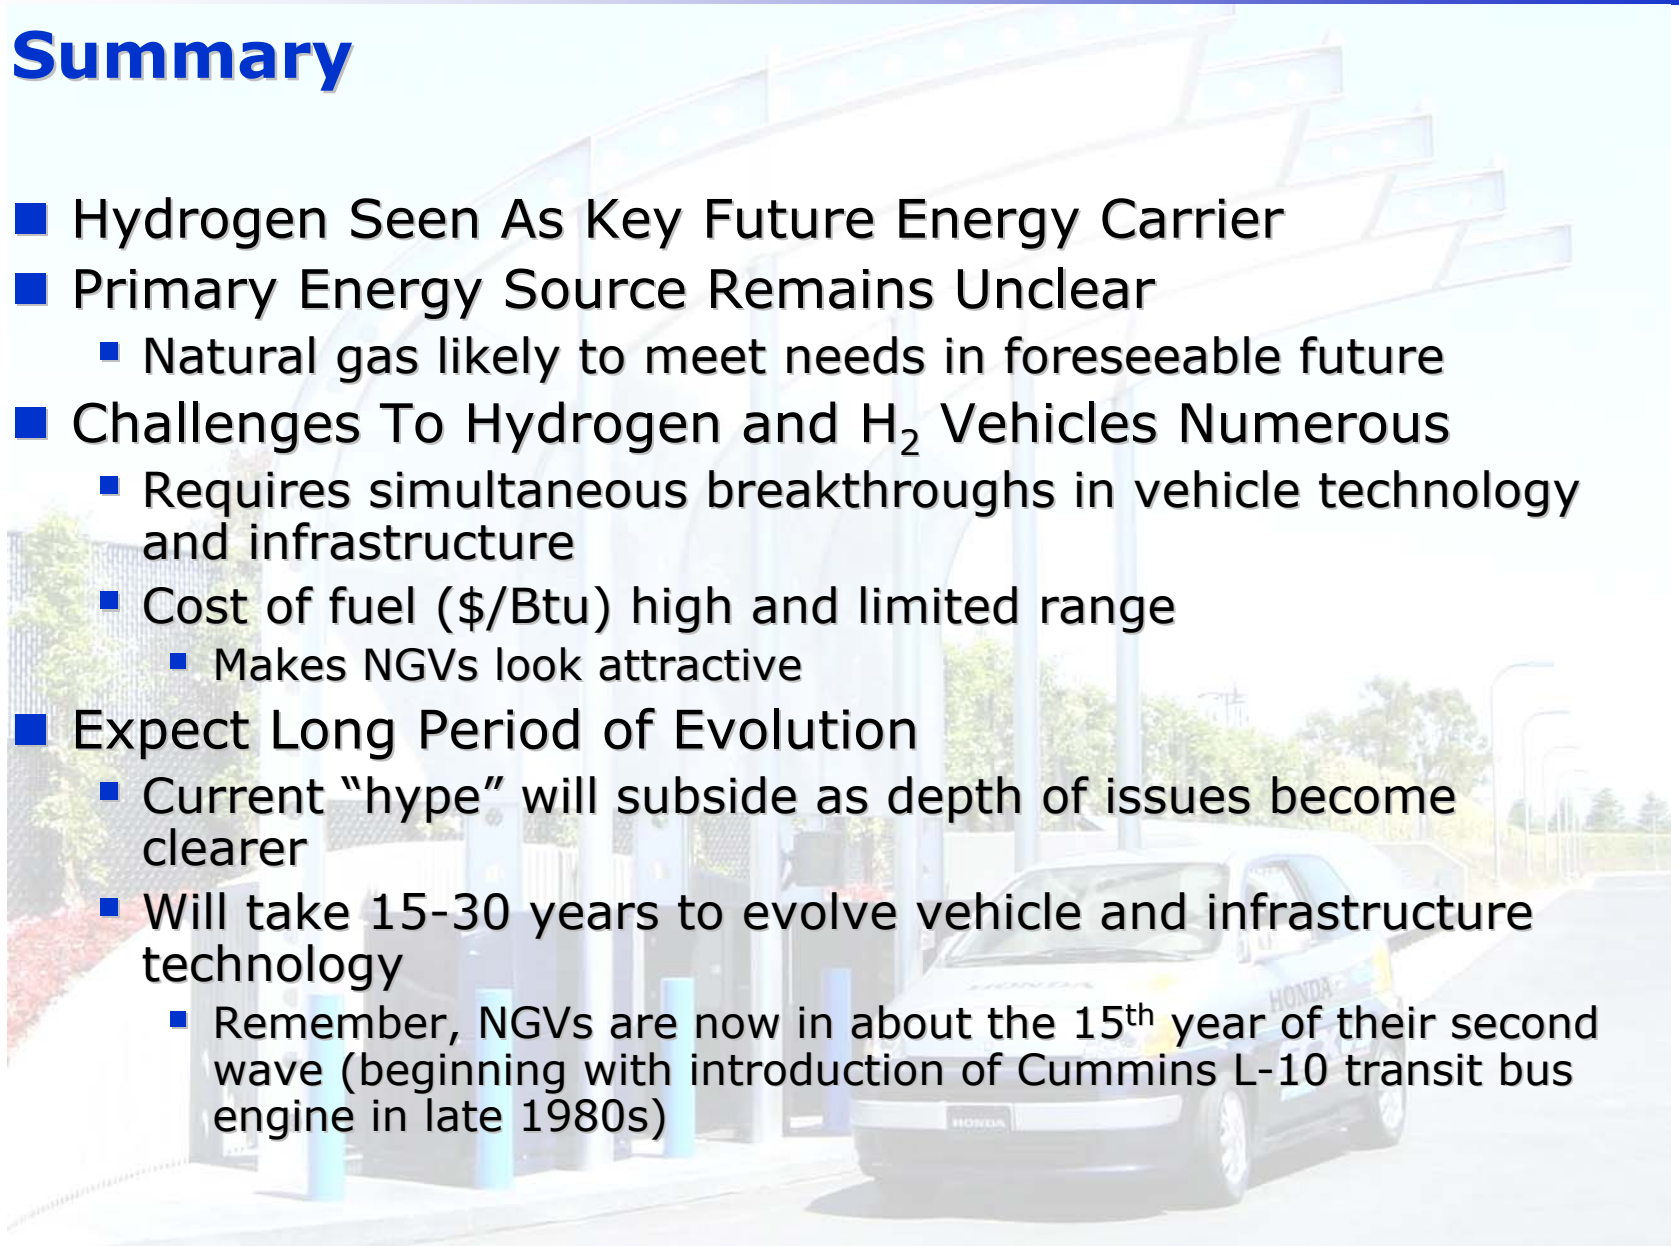 Summary
Hydrogen Seen As Key Future Energy Carrier
Primary Energy Source Remains Unclear
Natural gas likely to meet needs in foreseeable future
Challenges To Hydrogen and H₂ Vehicles Numerous
Requires simultaneous breakthroughs in vehicle technology
and infrastructure
Cost of fuel ($/Btu) high and limited range
Makes NGVs look attractive
Expect Long Period of Evolution
Current “hype” will subside as depth of issues become
clearer
Will take 15-30 years to evolve vehicle and infrastructure
technology
Remember, NGVs are now in about the 15th year of their second
wave (beginning with introduction of Cummins L-10 transit bus
engine in late 1980s)
HONDA
HONDA
HONDA